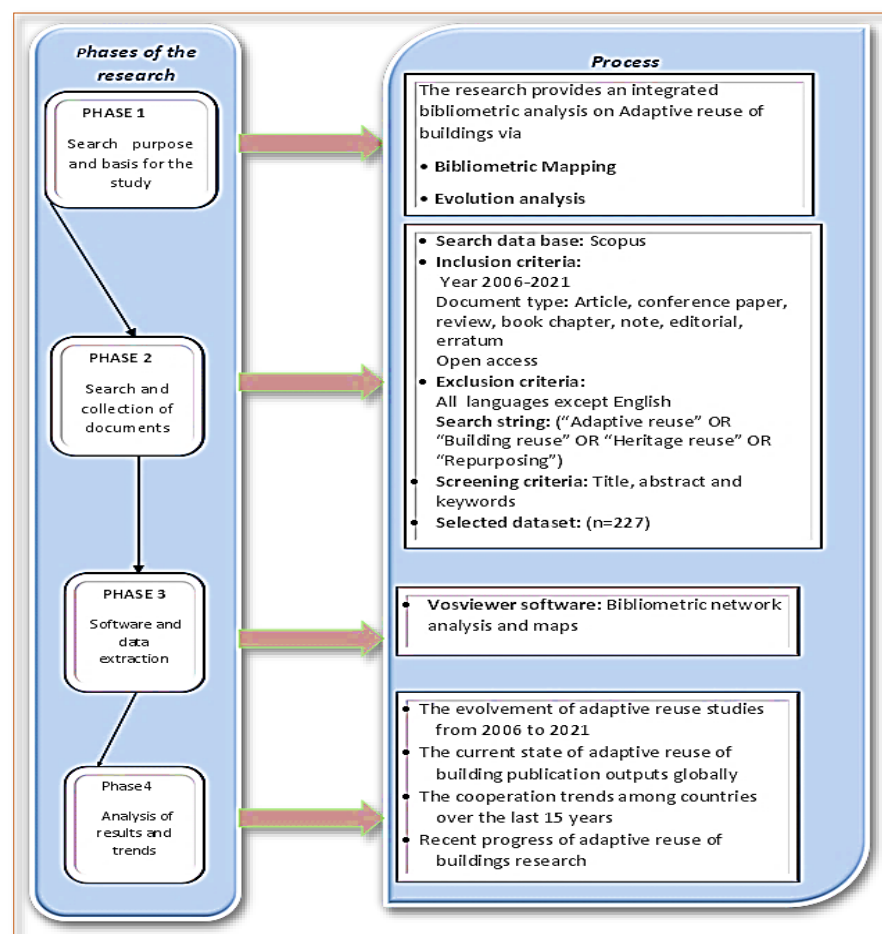 Phases of the
research
PHASE 1
Search purpose
and basis for the
study
PHASE 2
Search and
collection of
documents
PHASE 3
Software and
data
extraction
Phase4
Analysis of
results and
trends
Process
The research provides an integrated
bibliometric analysis on Adaptive reuse of
buildings via
• Bibliometric Mapping
• Evolution analysis
• Search data base: Scopus
• Inclusion criteria:
Year 2006-2021
Document type: Article, conference paper,
review, book chapter, note, editorial,
erratum
Open access
• Exclusion criteria:
All languages except English
Search string: (“Adaptive reuse” OR
“Building reuse” OR “Heritage reuse” OR
“Repurposing”)
• Screening criteria: Title, abstract and
keywords
• Selected dataset: (n=227)
• Vosviewer software: Bibliometric network
analysis and maps
• The evolvement of adaptive reuse studies
from 2006 to 2021
• The current state of adaptive reuse of
building publication outputs globally
• The cooperation trends among countries
over the last 15 years
• Recent progress of adaptive reuse of
buildings research